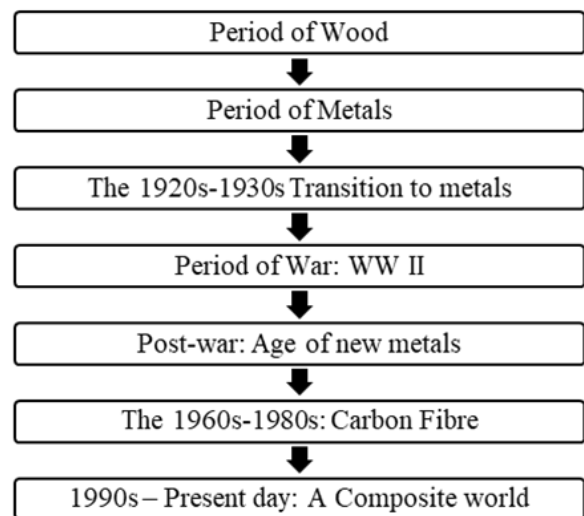 Period of Wood
Period of Metals
The 1920s-1930s Transition to metals
Period of War: WW II
Post-war: Age of new metals
The 1960s-1980s: Carbon Fibre
1990s – Present day: A Composite world